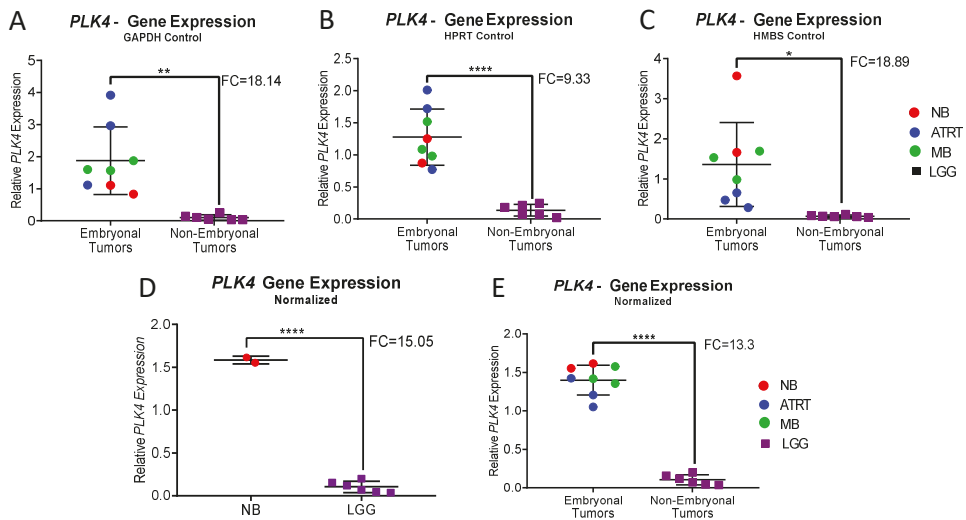 A
PLK4 - Gene Expression
GAPDH Control
Relative PLK4 Expression
5
4
3
2
1
0
**
FC=18.14
Embryonal
Tumors
Non-Embryonal
Tumors
B
PLK4 - Gene Expression
HPRT Control
Relative PLK4 Expression
2.5
2.0
1.5
1.0
0.5
0.0
****
FC=9.33
Embryonal
Tumors
Non-Embryonal
Tumors
C
PLK4 - Gene Expression
HMBS Control
Relative PLK4 Expression
4
3
2
1
0
*
FC=18.89
Embryonal
Tumors
Non-Embryonal
Tumors
NB
ATRT
MB
LGG
D
PLK4 Gene Expression
Normalized
Relative PLK4 Expression
2.0
1.5
1.0
0.5
0.0
****
FC=15.05
NB
LGG
E
PLK4 - Gene Expression
Normalized
Relative PLK4 Expression
2.0
1.5
1.0
0.5
0.0
****
FC=13.3
Embryonal
Tumors
Non-Embryonal
Tumors
NB
ATRT
MB
LGG